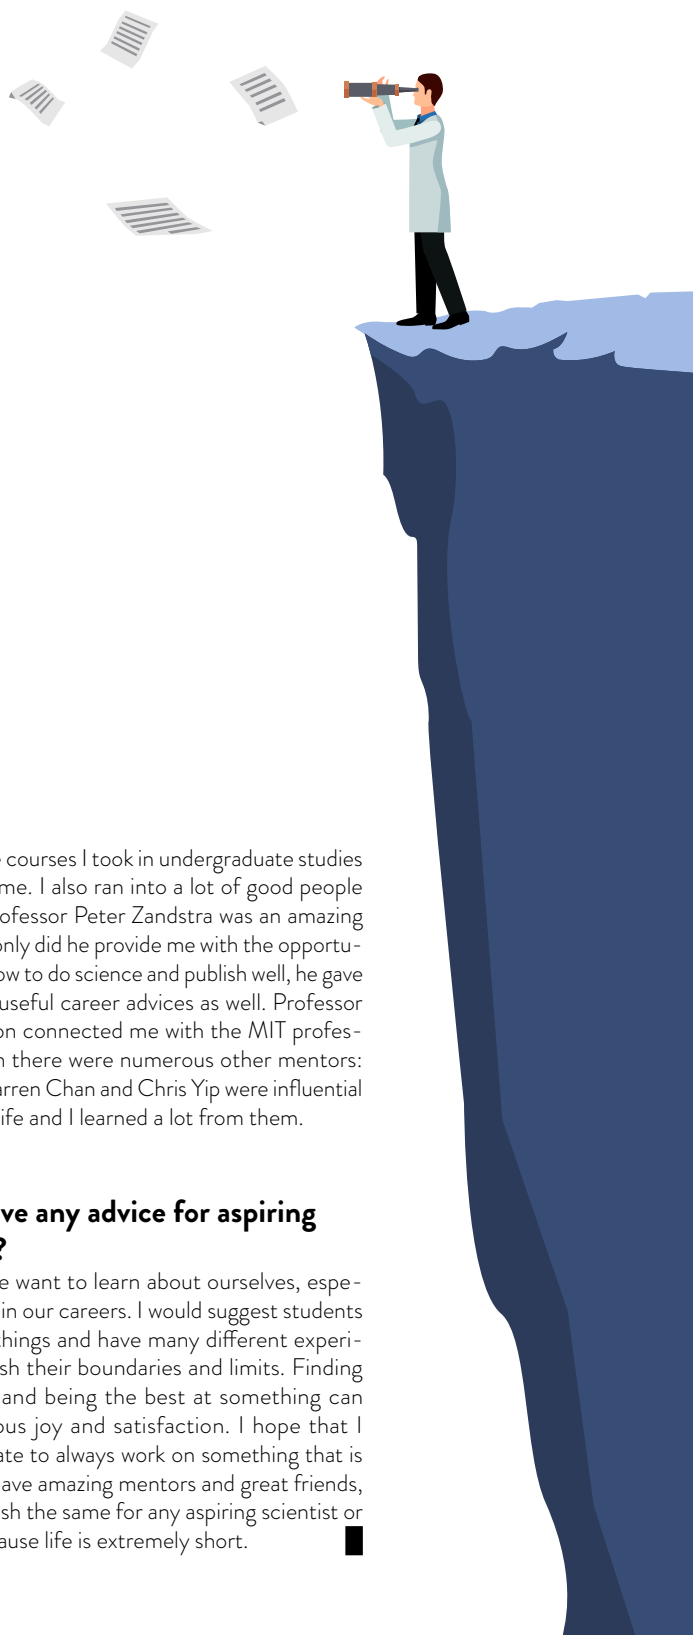 courses I took in undergraduate studies
me. I also ran into a lot of good people
ofessor Peter Zandstra was an amazing
only did he provide me with the opportu-
ow to do science and publish well, he gave
useful career advices as well. Professor
on connected me with the MIT profes-
there were numerous other mentors:
arren Chan and Chris Yip were influential
ife and I learned a lot from them.
ve any advice for aspiring
?
e want to learn about ourselves, espe-
in our careers. I would suggest students
things and have many different experi-
sh their boundaries and limits. Finding
and being the best at something can
ous joy and satisfaction. I hope that I
ate to always work on something that is
ave amazing mentors and great friends,
sh the same for any aspiring scientist or
ause life is extremely short.